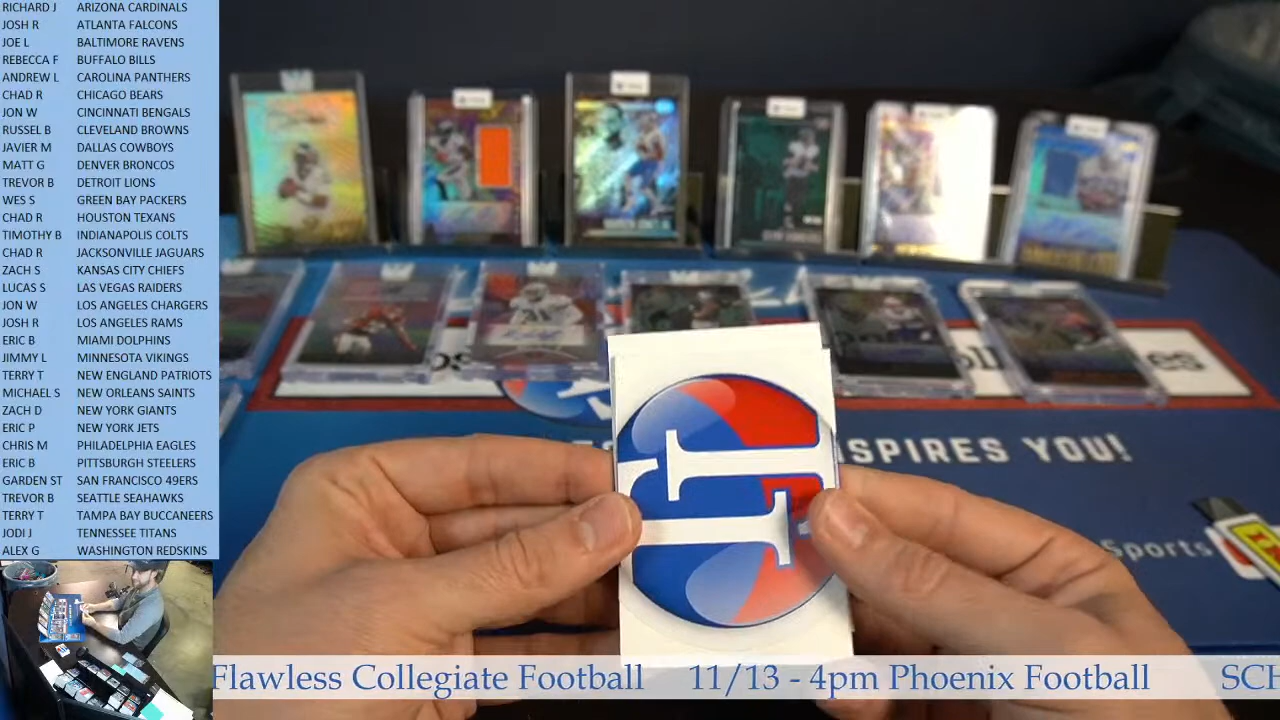 RICHARD J ARIZONA CARDINALS
JOSH R ATLANTA FALCONS
JOE L BALTIMORE RAVENS
REBECCA F BUFFALO BILLS
ANDREW L CAROLINA PANTHERS
CHAD R CHICAGO BEARS
JON W CINCINNATI BENGALS
RUSSEL B CLEVELAND BROWNS
JAVIER M DALLAS COWBOYS
MATT G DENVER BRONCOS
TREVOR B DETROIT LIONS
WES S GREEN BAY PACKERS
CHAD R HOUSTON TEXANS
TIMOTHY B INDIANAPOLIS COLTS
CHAD R JACKSONVILLE JAGUARS
ZACH S KANSAS CITY CHIEFS
LUCAS S LAS VEGAS RAIDERS
JON W LOS ANGELES CHARGERS
JOSH R LOS ANGELES RAMS
ERIC B MIAMI DOLPHINS
JIMMY L MINNESOTA VIKINGS
TERRY T NEW ENGLAND PATRIOTS
MICHAEL S NEW ORLEANS SAINTS
ZACH D NEW YORK GIANTS
ERIC P NEW YORK JETS
CHRIS M PHILADELPHIA EAGLES
ERIC B PITTSBURGH STEELERS
GARDEN ST SAN FRANCISCO 49ERS
TREVOR B SEATTLE SEAHAWKS
TERRY T TAMPA BAY BUCCANEERS
JODI J TENNESSEE TITANS
ALEX G WASHINGTON REDSKINS
NSPIRES YOU!
Sports
Flawless Collegiate Football 11/13 - 4pm Phoenix Football SCH